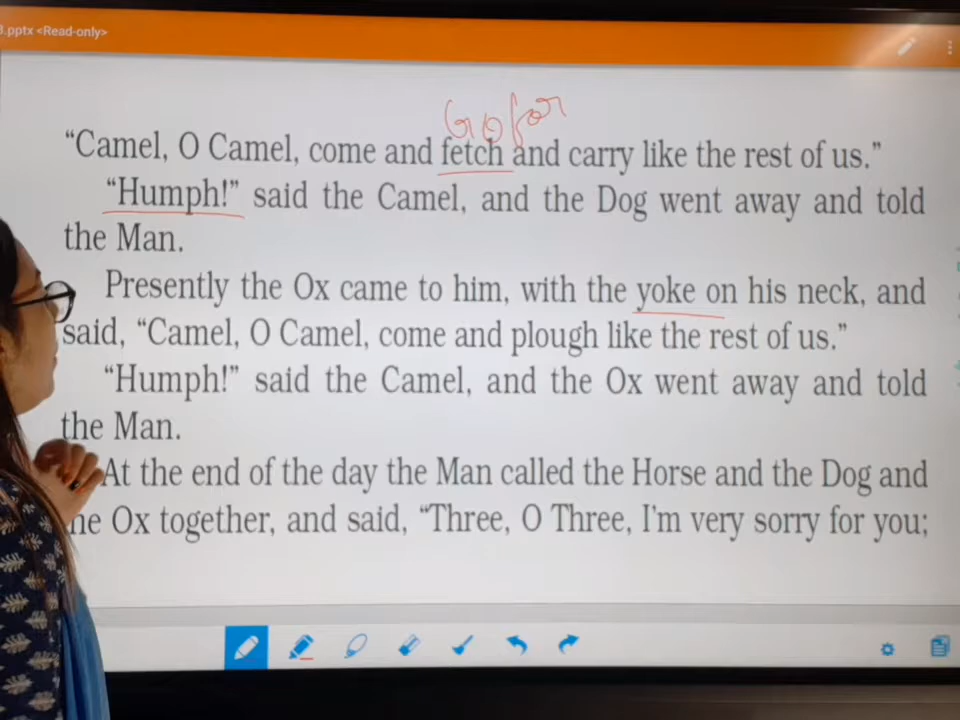 3.pptx <Read-only>
Go for
“Camel, O Camel, come and fetch and carry like the rest of us.”
“Humph!” said the Camel, and the Dog went away and told
the Man.
Presently the Ox came to him, with the yoke on his neck, and
said, “Camel, O Camel, come and plough like the rest of us.”
“Humph!” said the Camel, and the Ox went away and told
the Man.
At the end of the day the Man called the Horse and the Dog and
he Ox together, and said, “Three, O Three, I'm very sorry for you;